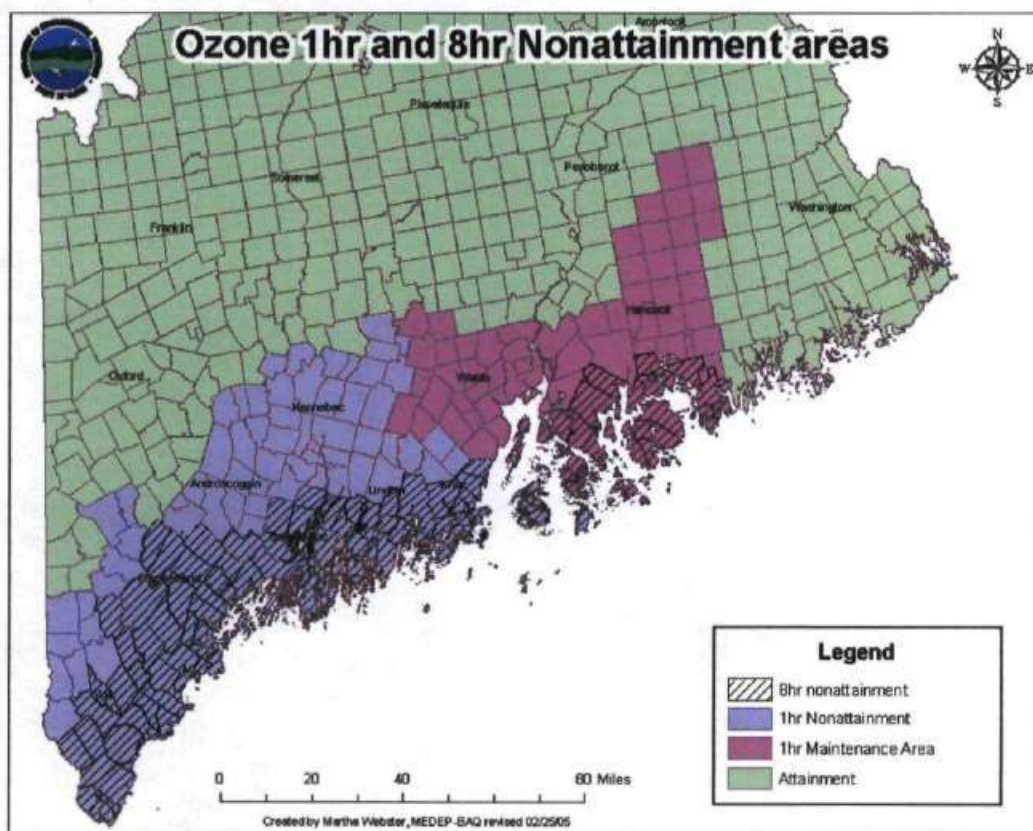 Ozone 1hr and 8hr Nonattainment areas
N
W
E
S
Aroostook
Piscataquis
Penobscot
Somerset
Washington
Franklin
Hancock
Oxford
Waldo
Kennebec
Androscoggin
Lincoln
Knox
Legend
8hr nonattainment
1hr Nonattainment
1hr Maintenance Area
Attainment
0 20 40 60 Miles
Created by Martha Webster, MEDEP-BAQ revised 02/25/05